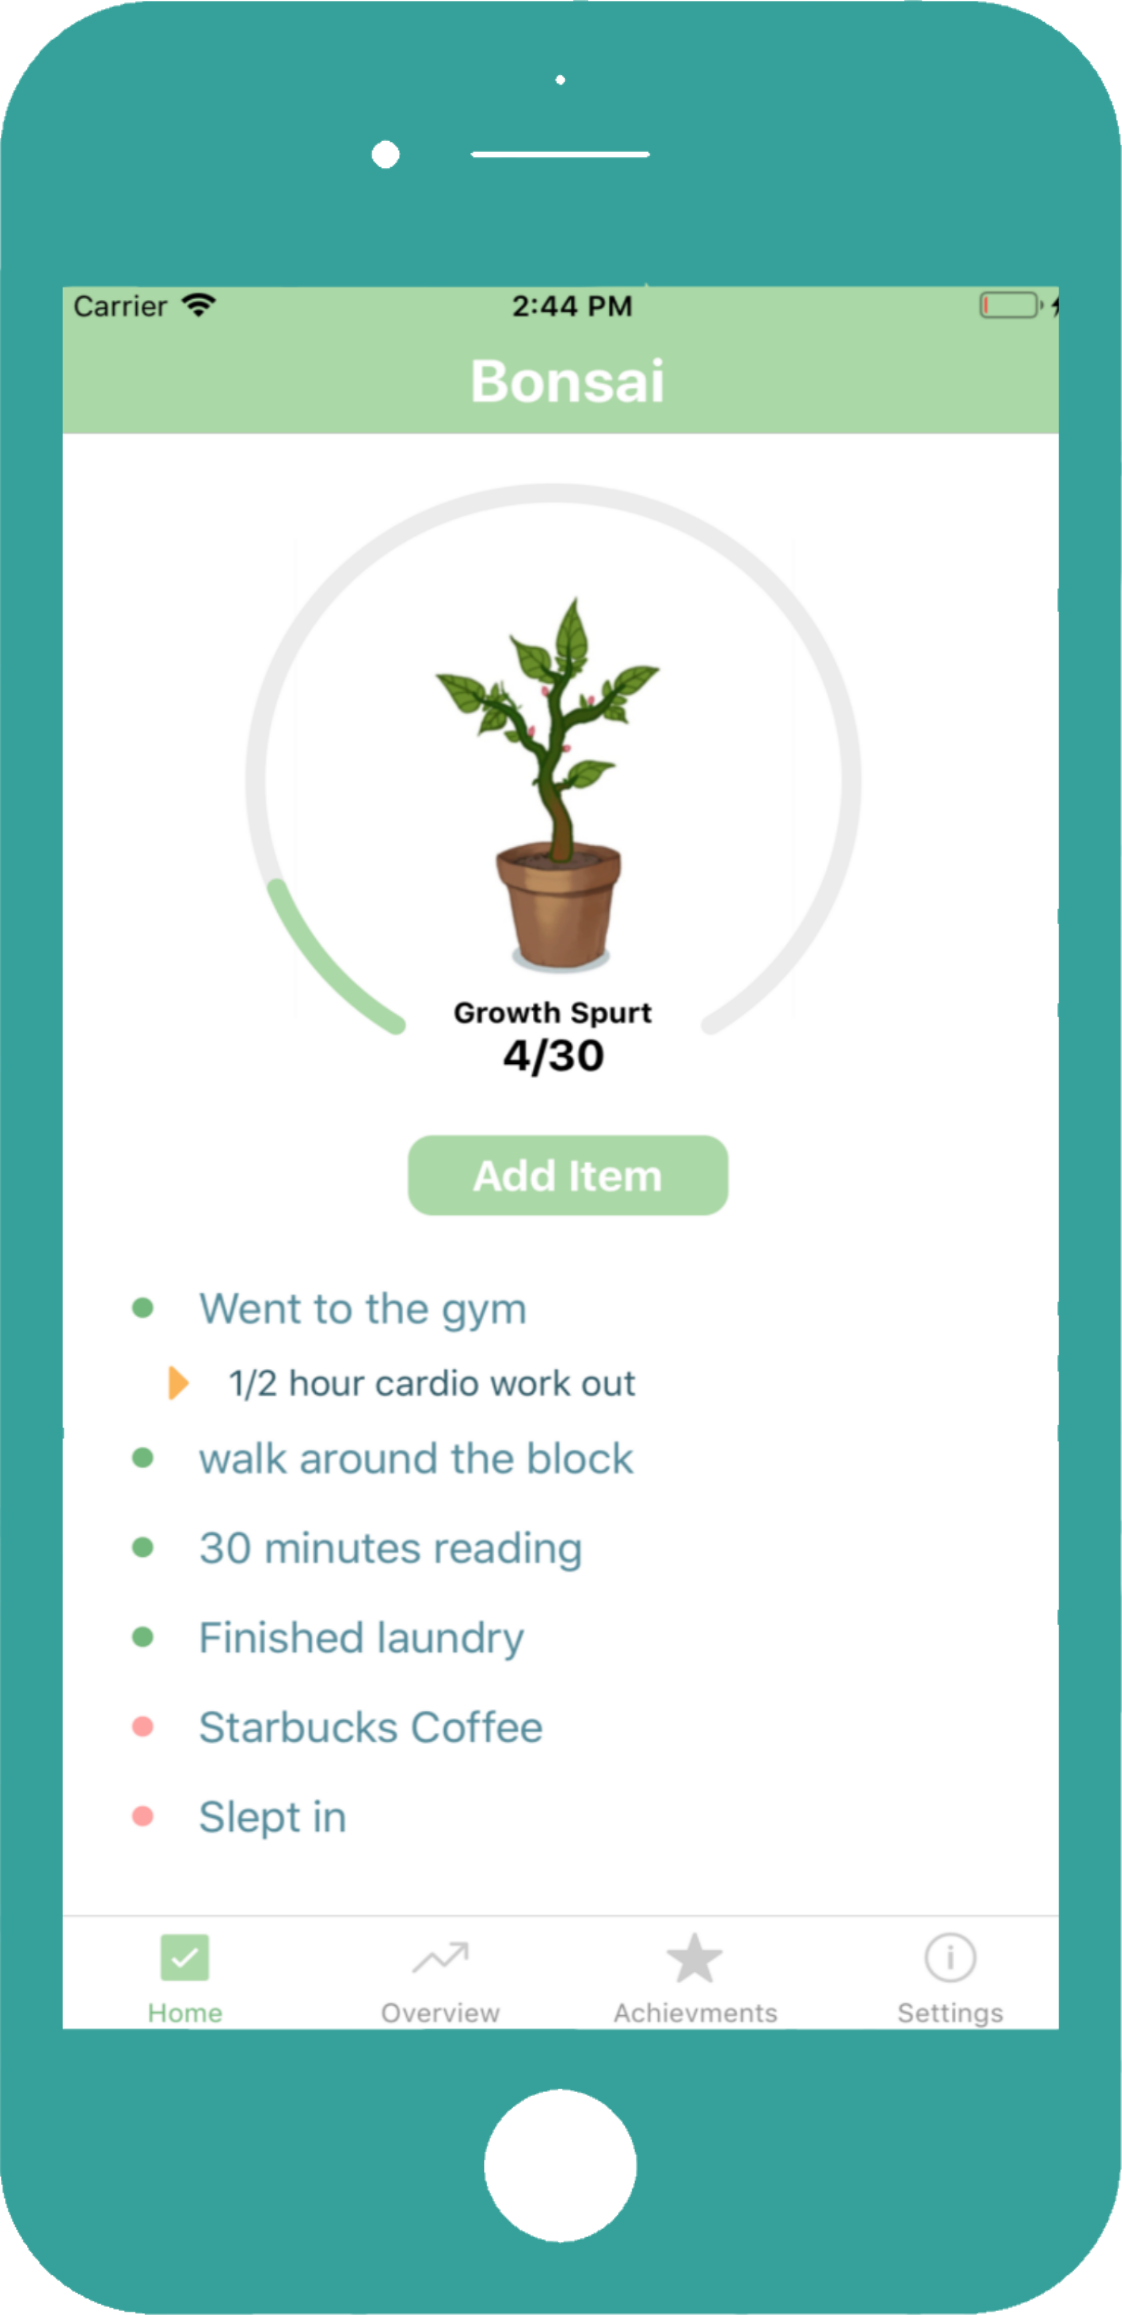 Carrier 2:44 PM
Bonsai
Growth Spurt
4/30
Add Item
Went to the gym
1/2 hour cardio work out
walk around the block
30 minutes reading
Finished laundry
Starbucks Coffee
Slept in
Home Overview Achievments Settings